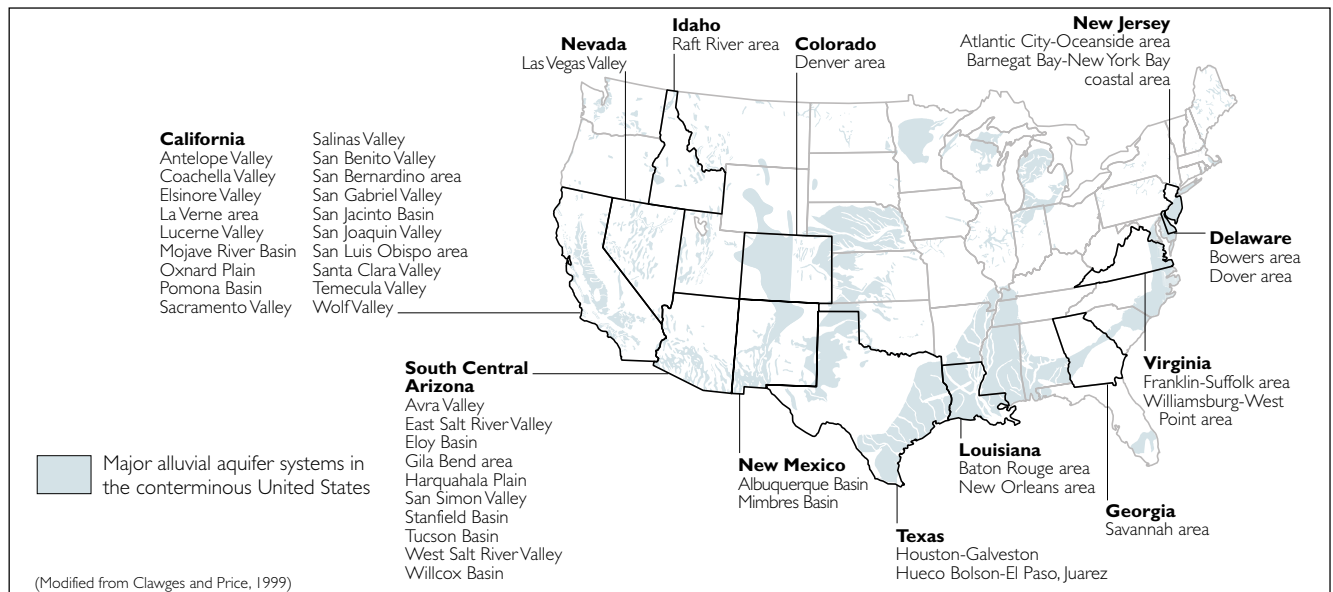 Idaho
Raft River area
Nevada
Las Vegas Valley
Colorado
Denver area
New Jersey
Atlantic City-Oceanside area
Barnegat Bay-New York Bay
coastal area
California
Antelope Valley
Coachella Valley
Elsinore Valley
La Verne area
Lucerne Valley
Mojave River Basin
Oxnard Plain
Pomona Basin
Sacramento Valley
Salinas Valley
San Benito Valley
San Bernardino area
San Gabriel Valley
San Jacinto Basin
San Joaquin Valley
San Luis Obispo area
Santa Clara Valley
Temecula Valley
Wolf Valley
Delaware
Bowers area
Dover area
South Central
Arizona
Avra Valley
East Salt River Valley
Eloy Basin
Gila Bend area
Harquahala Plain
San Simon Valley
Stanfield Basin
Tucson Basin
West Salt River Valley
Willcox Basin
Virginia
Franklin-Suffolk area
Williamsburg-West
Point area
New Mexico
Albuquerque Basin
Mimbres Basin
Louisiana
Baton Rouge area
New Orleans area
Georgia
Savannah area
Texas
Houston-Galveston
Hueco Bolson-El Paso, Juarez
Major alluvial aquifer systems in
the conterminous United States
(Modified from Clawges and Price, 1999)